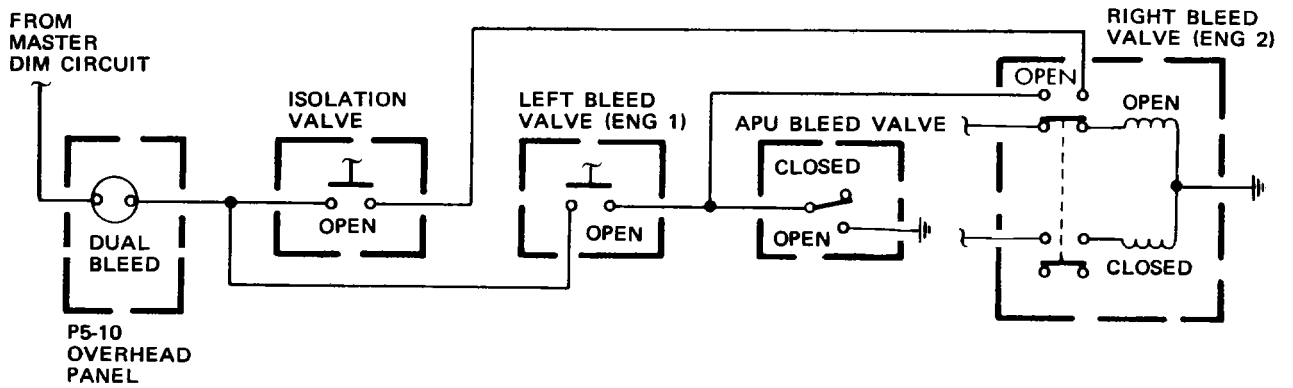 FROM
MASTER
DIM CIRCUIT
DUAL
BLEED
P5-10
OVERHEAD
PANEL
ISOLATION
VALVE
OPEN
LEFT BLEED
VALVE (ENG 1)
OPEN
APU BLEED VALVE
CLOSED
OPEN
RIGHT BLEED
VALVE (ENG 2)
OPEN
OPEN
CLOSED